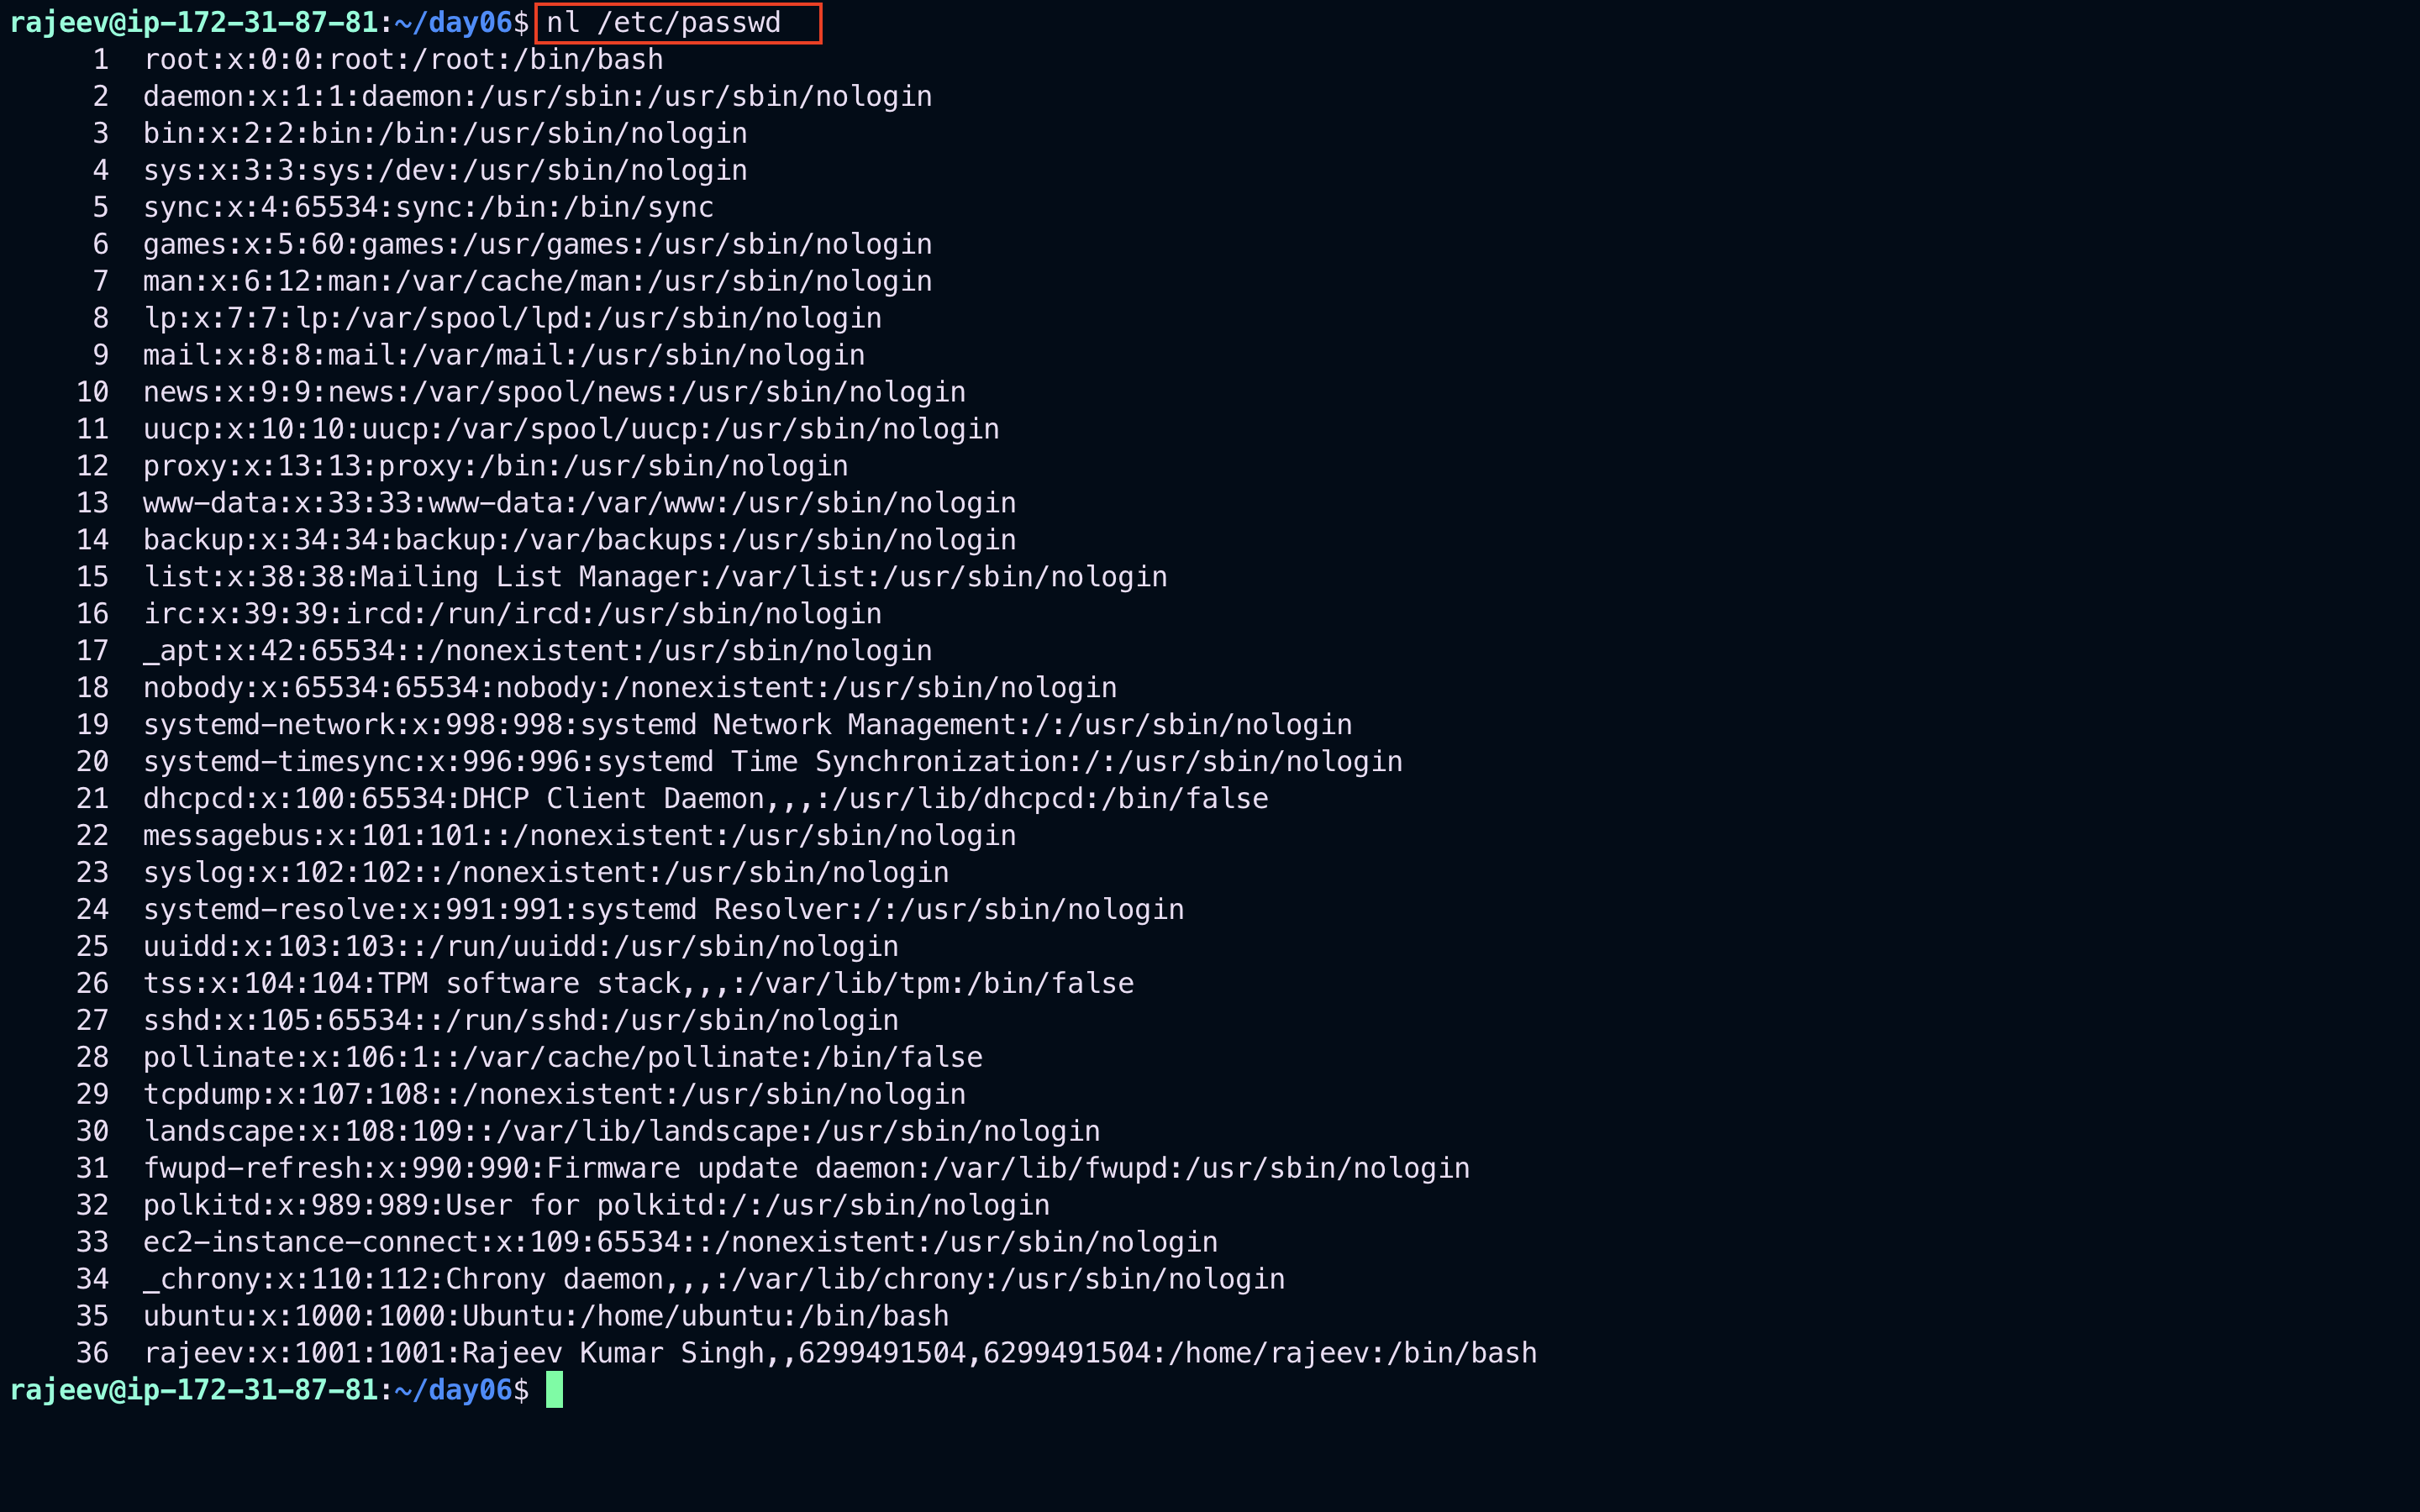 rajeev@ip-172-31-87-81:~/day06$ nl /etc/passwd
1 root:x:0:0:root:/root:/bin/bash
2 daemon:x:1:1:daemon:/usr/sbin:/usr/sbin/nologin
3 bin:x:2:2:bin:/bin:/usr/sbin/nologin
4 sys:x:3:3:sys:/dev:/usr/sbin/nologin
5 sync:x:4:65534:sync:/bin:/bin/sync
6 games:x:5:60:games:/usr/games:/usr/sbin/nologin
7 man:x:6:12:man:/var/cache/man:/usr/sbin/nologin
8 lp:x:7:7:lp:/var/spool/lpd:/usr/sbin/nologin
9 mail:x:8:8:mail:/var/mail:/usr/sbin/nologin
10 news:x:9:9:news:/var/spool/news:/usr/sbin/nologin
11 uucp:x:10:10:uucp:/var/spool/uucp:/usr/sbin/nologin
12 proxy:x:13:13:proxy:/bin:/usr/sbin/nologin
13 www-data:x:33:33:www-data:/var/www:/usr/sbin/nologin
14 backup:x:34:34:backup:/var/backups:/usr/sbin/nologin
15 list:x:38:38:Mailing List Manager:/var/list:/usr/sbin/nologin
16 irc:x:39:39:ircd:/run/ircd:/usr/sbin/nologin
17 _apt:x:42:65534::/nonexistent:/usr/sbin/nologin
18 nobody:x:65534:65534:nobody:/nonexistent:/usr/sbin/nologin
19 systemd-network:x:998:998:systemd Network Management:/:/usr/sbin/nologin
20 systemd-timesync:x:996:996:systemd Time Synchronization:/:/usr/sbin/nologin
21 dhcpcd:x:100:65534:DHCP Client Daemon,,,:/usr/lib/dhcpcd:/bin/false
22 messagebus:x:101:101::/nonexistent:/usr/sbin/nologin
23 syslog:x:102:102::/nonexistent:/usr/sbin/nologin
24 systemd-resolve:x:991:991:systemd Resolver:/:/usr/sbin/nologin
25 uuidd:x:103:103::/run/uuidd:/usr/sbin/nologin
26 tss:x:104:104:TPM software stack,,,:/var/lib/tpm:/bin/false
27 sshd:x:105:65534::/run/sshd:/usr/sbin/nologin
28 pollinate:x:106:1::/var/cache/pollinate:/bin/false
29 tcpdump:x:107:108::/nonexistent:/usr/sbin/nologin
30 landscape:x:108:109::/var/lib/landscape:/usr/sbin/nologin
31 fwupd-refresh:x:990:990:Firmware update daemon:/var/lib/fwupd:/usr/sbin/nologin
32 polkitd:x:989:989:User for polkitd:/:/usr/sbin/nologin
33 ec2-instance-connect:x:109:65534::/nonexistent:/usr/sbin/nologin
34 _chrony:x:110:112:Chrony daemon,,,:/var/lib/chrony:/usr/sbin/nologin
35 ubuntu:x:1000:1000:Ubuntu:/home/ubuntu:/bin/bash
36 rajeev:x:1001:1001:Rajeev Kumar Singh,,6299491504,6299491504:/home/rajeev:/bin/bash
rajeev@ip-172-31-87-81:~/day06$